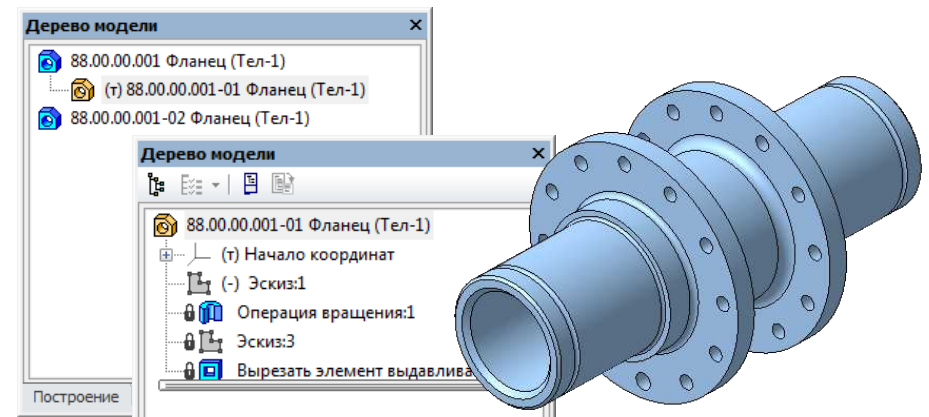 Дерево модели
88.00.00.001 Фланец (Тел-1)
(т) 88.00.00.001-01 Фланец (Тел-1)
88.00.00.001-02 Фланец (Тел-1)
Построение
Дерево модели
88.00.00.001-01 Фланец (Тел-1)
(т) Начало координат
(-) Эскиз:1
Операция вращения:1
Эскиз:3
Вырезать элемент выдавлива